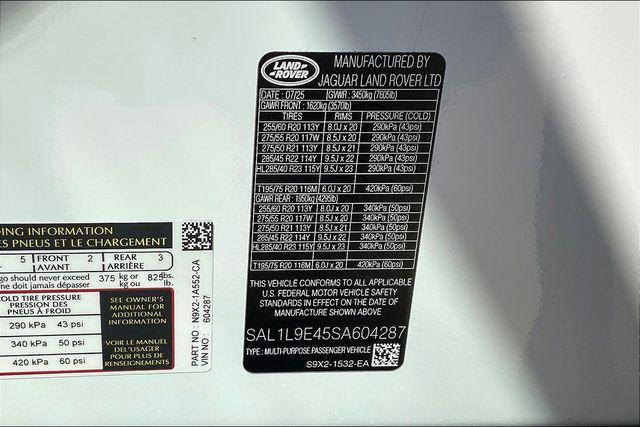 LAND-
ROVER
MANUFACTURED BY
JAGUAR LAND ROVER LTD
DATE : 07/25 GVWR : 3450kg (7605lb)
GAWR FRONT : 1620kg (3570lb)
TIRES RIMS PRESSURE (COLD)
255/60 R20 113Y 8.0J x 20 290kPa (43psi)
275/55 R20 117W 8.5J x 20 290kPa (43psi)
275/50 R21 113Y 8.5J x 21 290kPa (43psi)
285/45 R22 114Y 9.5J x 22 290kPa (43psi)
HL285/40 R23 115Y 9.5J x 23 290kPa (43psi)
T195/75 R20 116M 6.0J x 20 420kPa (60psi)
GAWR REAR : 1950kg (4295lb)
255/60 R20 113Y 8.0J x 20 340kPa (50psi)
275/55 R20 117W 8.5J x 20 340kPa (50psi)
275/50 R21 113Y 8.5J x 21 340kPa (50psi)
285/45 R22 114Y 9.5J x 22 340kPa (50psi)
HL285/40 R23 115Y 9.5J x 23 340kPa (50psi)
T195/75 R20 116M 6.0J x 20 420kPa (60psi)
THIS VEHICLE CONFORMS TO ALL APPLICABLE
U.S. FEDERAL MOTOR VEHICLE SAFETY
STANDARDS IN EFFECT ON THE DATE OF
MANUFACTURE SHOWN ABOVE
SAL1L9E45SA604287
TYPE : MULTI-PURPOSE PASSENGER VEHICLE
S9X2-1532-EA
DING INFORMATION
ES PNEUS ET LE CHARGEMENT
5 FRONT 2 REAR 3
AVANT ARRIÈRE
go should never exceed 375 kg or 825 lbs.
t ne doit jamais dépasser kg ou lb.
COLD TIRE PRESSURE
PRESSION DES
PNEUS À FROID
290 kPa 43 psi
340 kPa 50 psi
420 kPa 60 psi
SEE OWNER'S
MANUAL FOR
ADDITIONAL
INFORMATION
VOIR LE MANUEL
DE L'USAGER
POUR PLUS DE
RENSEIGNEMENTS
PART NO: N9X2-1A552-CA
VIN NO : 604287